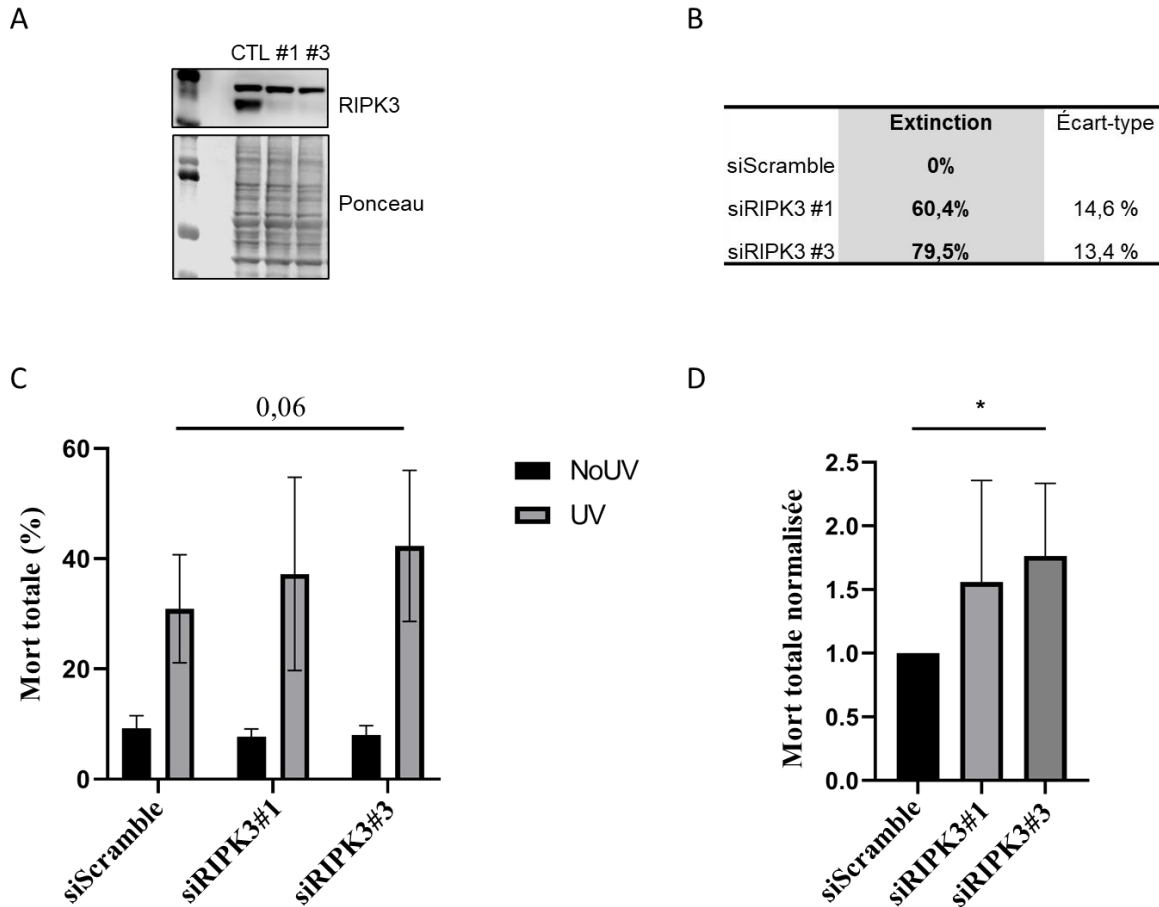 A
CTL #1 #3
RIPK3
Ponceau
B
Extinction Écart-type
siScramble 0%
siRIPK3 #1 60,4% 14,6 %
siRIPK3 #3 79,5% 13,4 %
C
0,06
60
40
20
0
Mort totale (%)
siScramble
siRIPK3#1
siRIPK3#3
NoUV
UV
D
*
2.5
2.0
1.5
1.0
0.5
0.0
Mort totale normalisée
siScramble
siRIPK3#1
siRIPK3#3